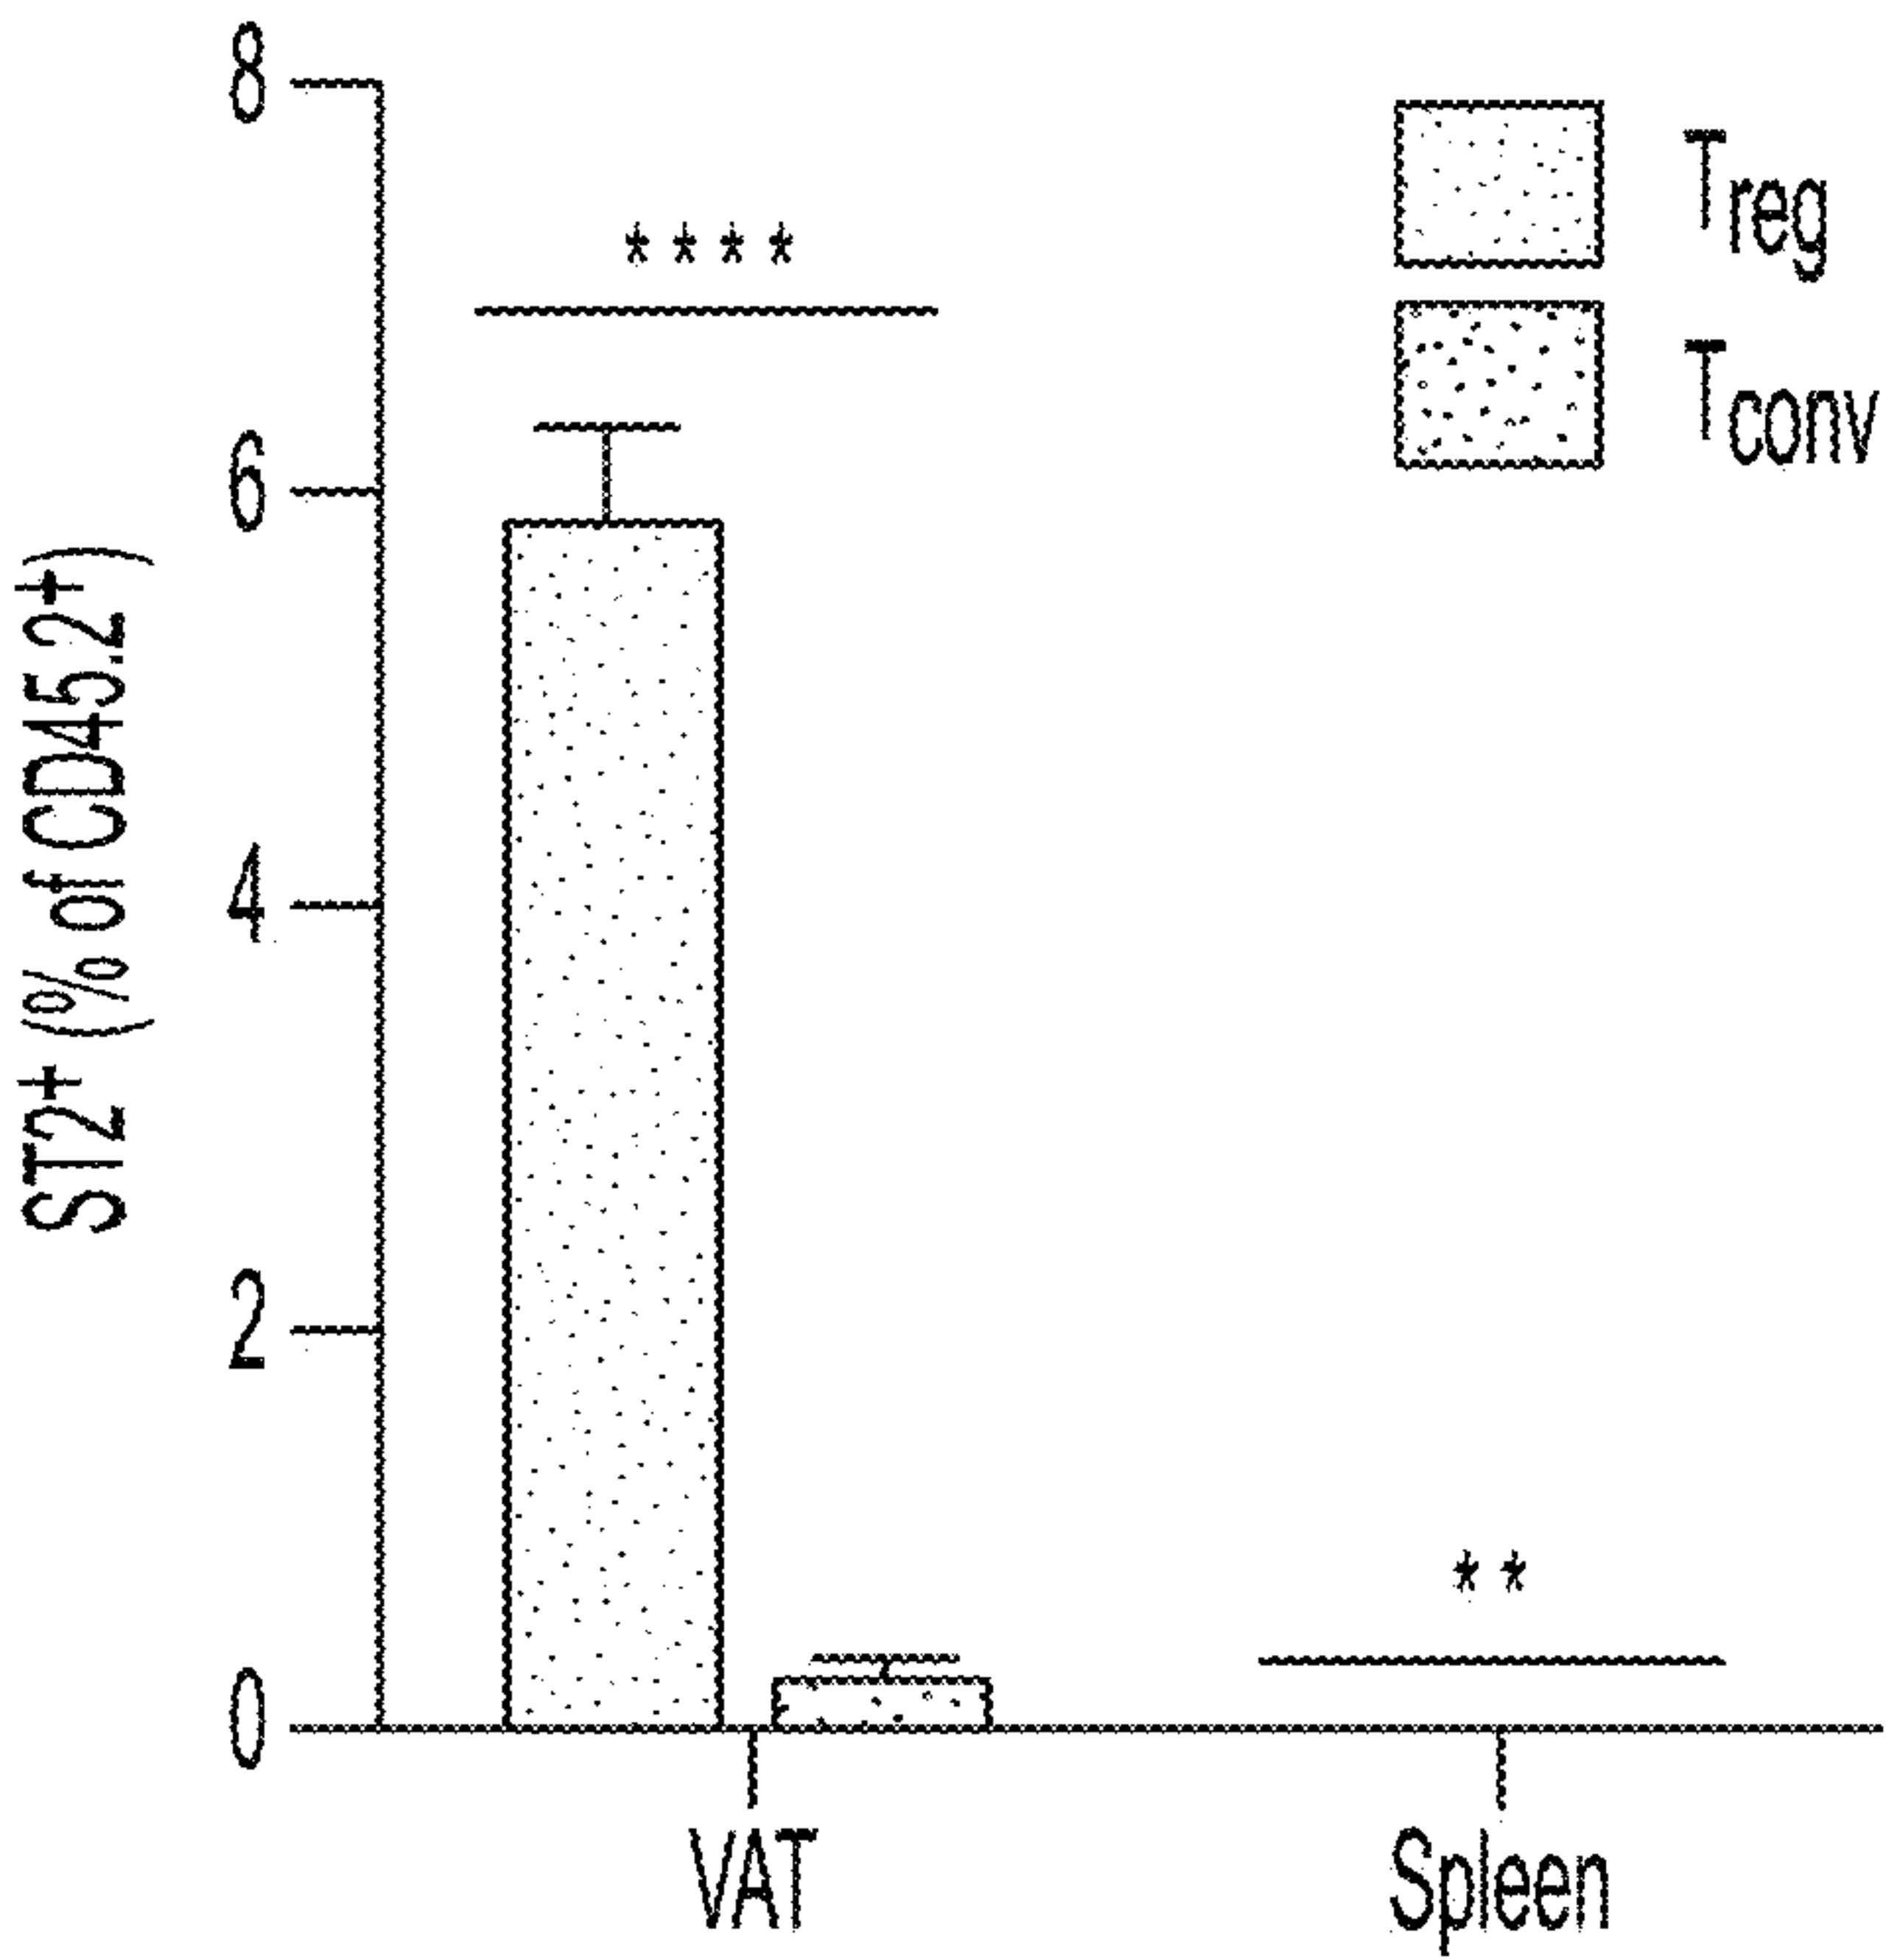 ST2⁺ (% of CD45.2⁺)
8
6
4
2
0
****
**
Treg
Tconv
VAT
Spleen